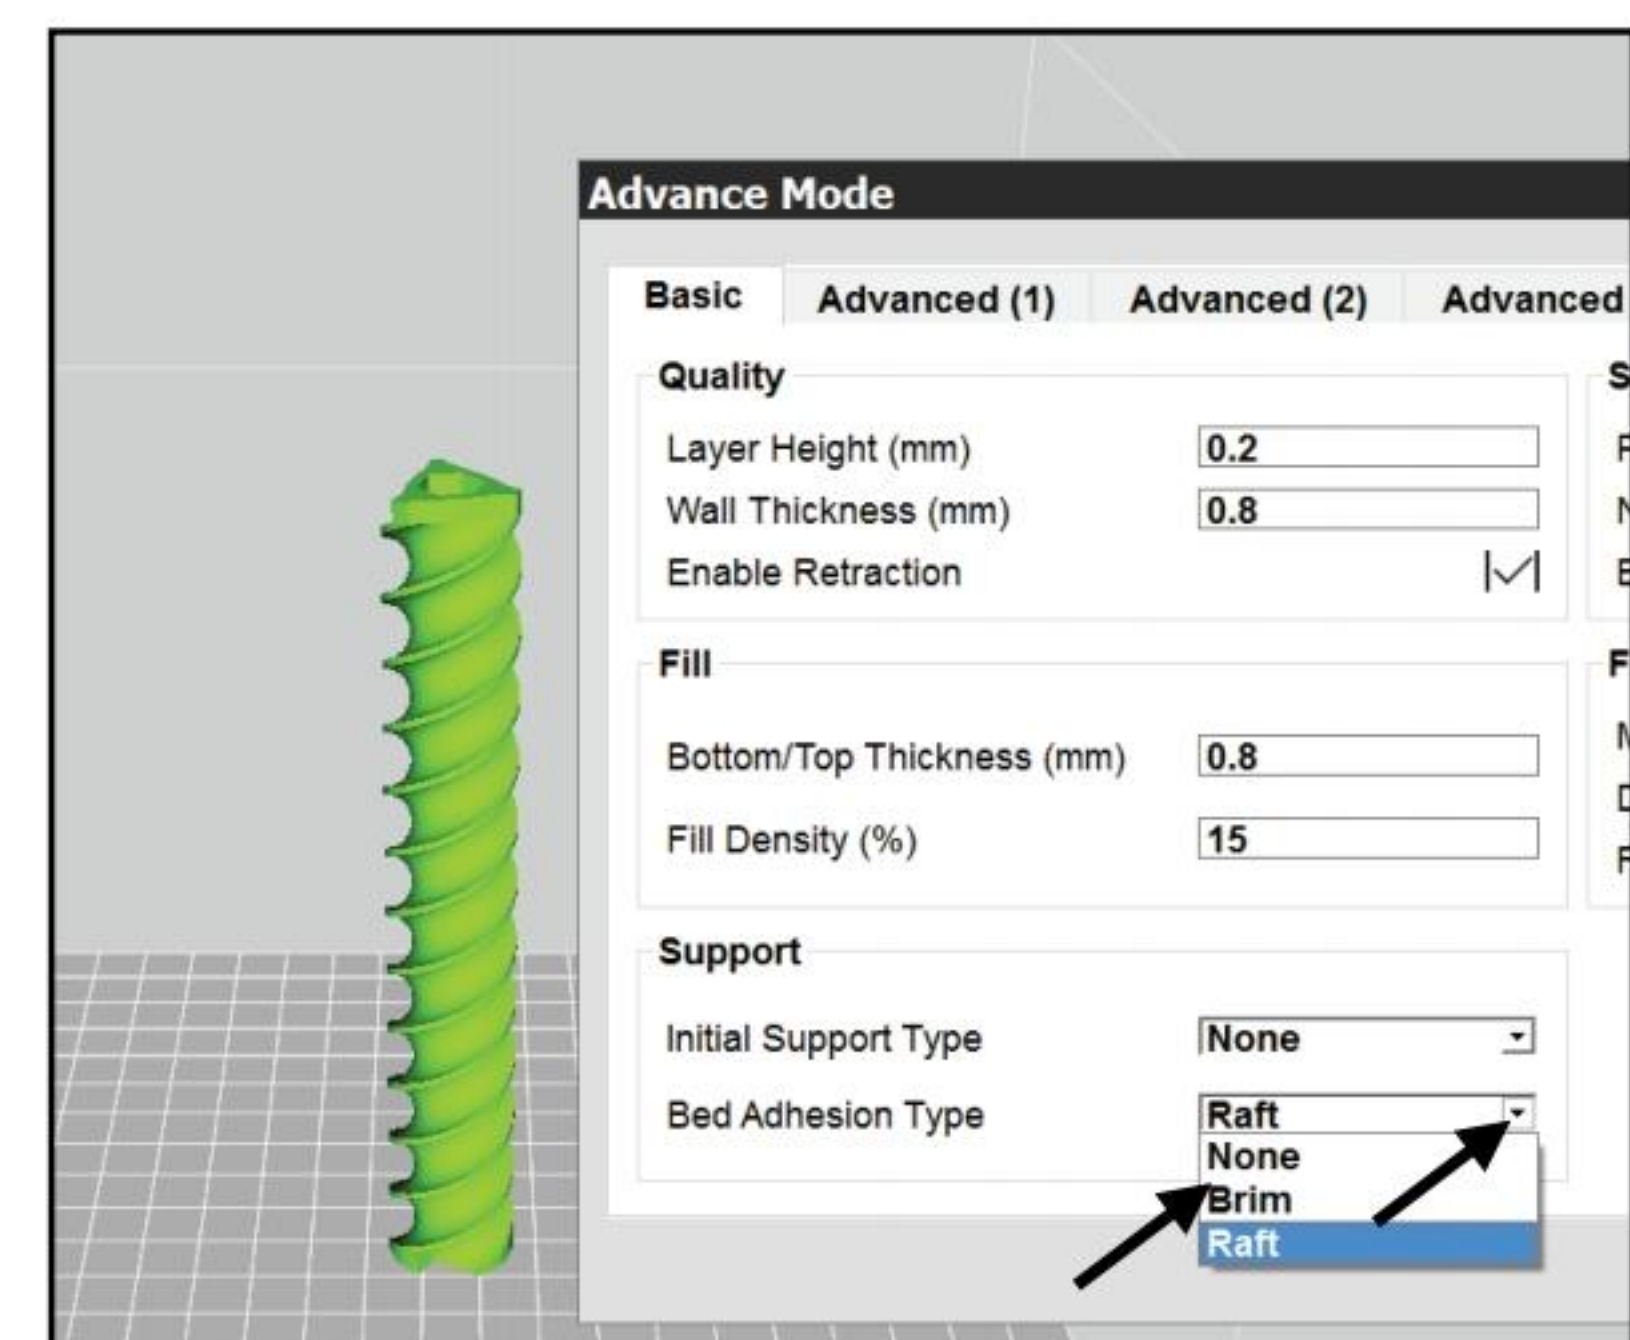 Advance Mode
Basic Advanced (1) Advanced (2) Advanced
Quality
Layer Height (mm) 0.2
Wall Thickness (mm) 0.8
Enable Retraction
Fill
Bottom/Top Thickness (mm) 0.8
Fill Density (%) 15
Support
Initial Support Type None
Bed Adhesion Type Raft
None
Brim
Raft